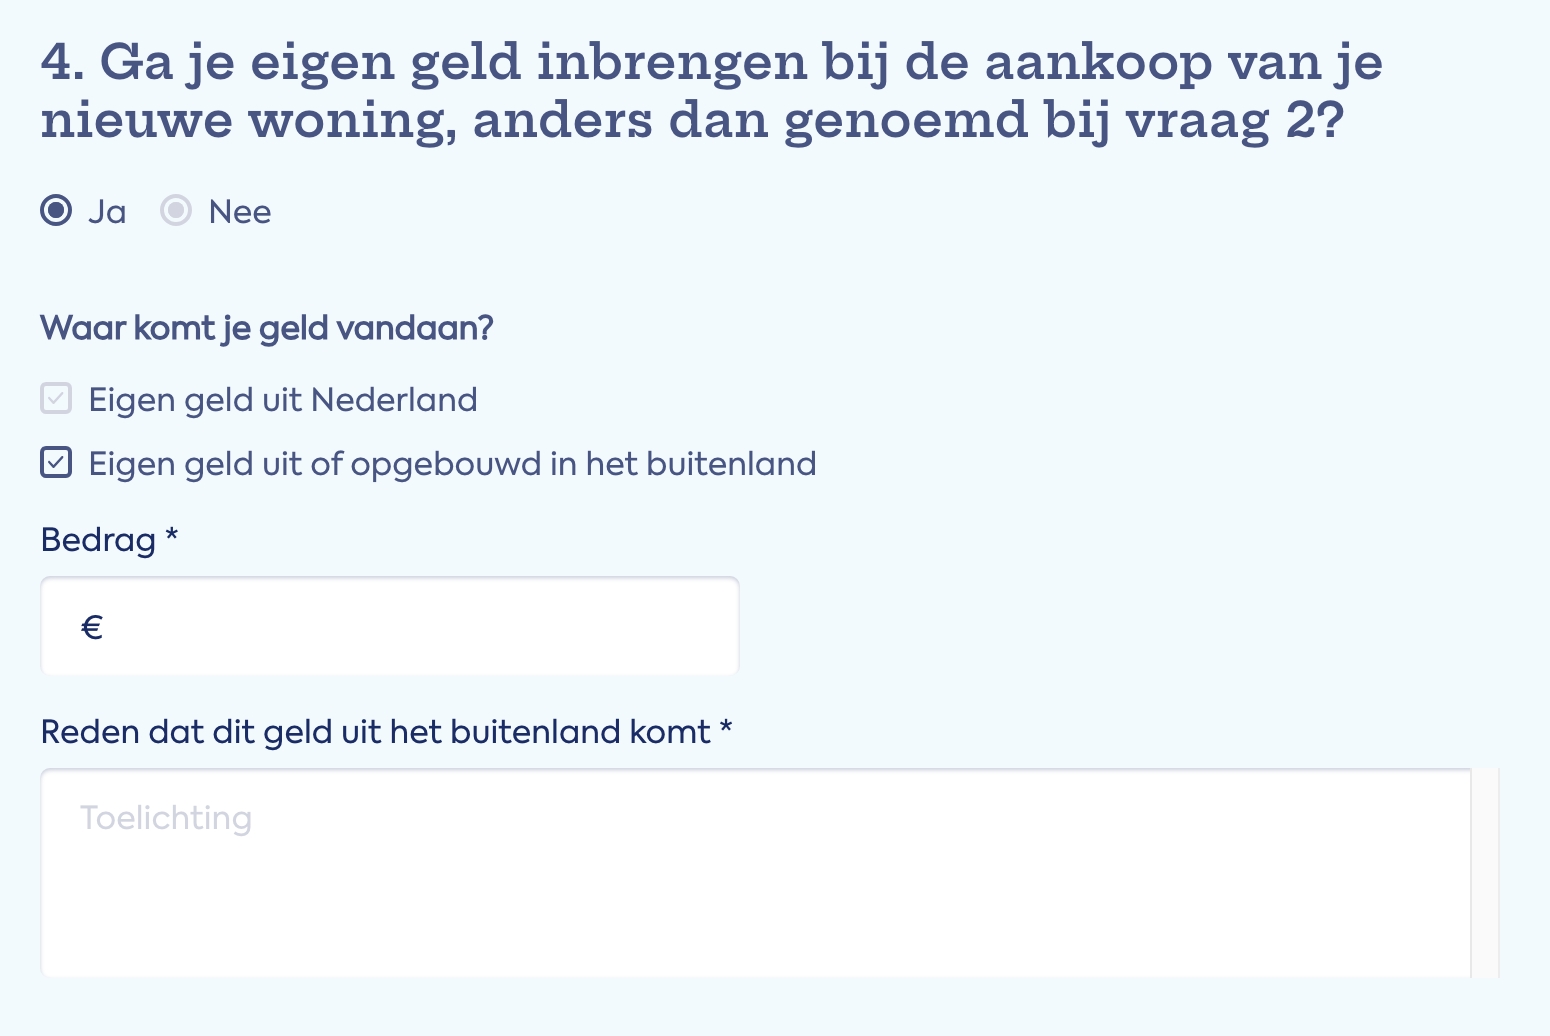 4. Ga je eigen geld inbrengen bij de aankoop van je
nieuwe woning, anders dan genoemd bij vraag 2?
Ja Nee
Waar komt je geld vandaan?
Eigen geld uit Nederland
Eigen geld uit of opgebouwd in het buitenland
Bedrag *
€
Reden dat dit geld uit het buitenland komt *
Toelichting